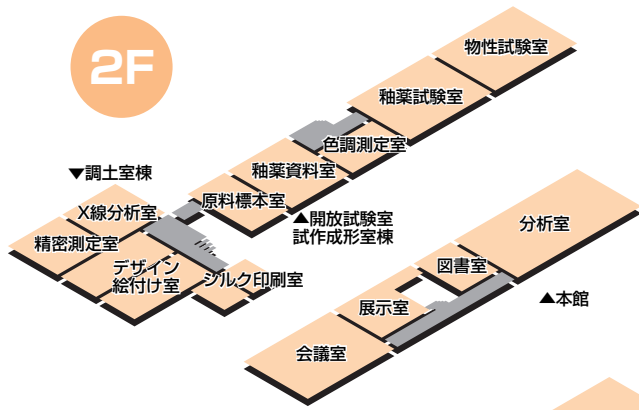 2F
物性試験室
釉薬試験室
色調測定室
釉薬資料室
原料標本室
▼調土室棟
X線分析室
精密測定室
デザイン
絵付け室
シルク印刷室
▲開放試験室
試作成形室棟
分析室
図書室
展示室
会議室
▲本館